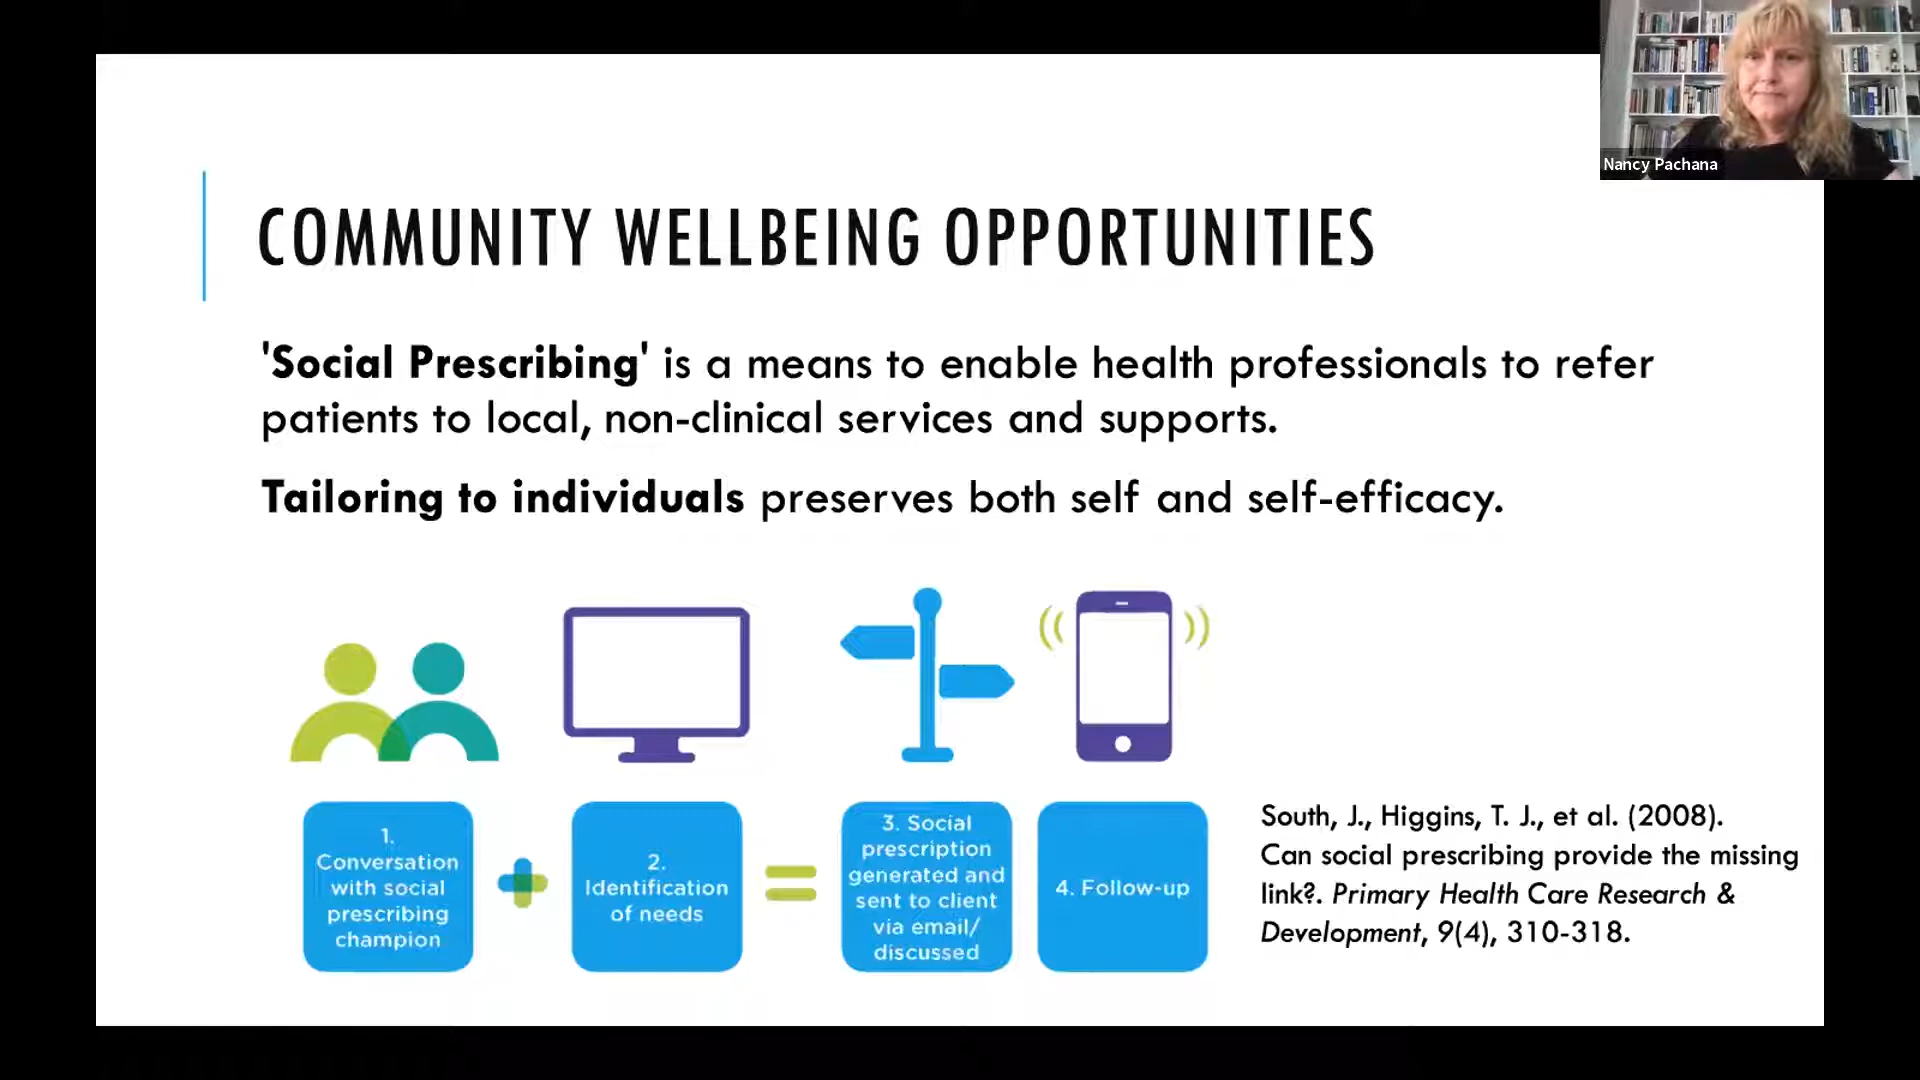 Nancy Pachana
COMMUNITY WELLBEING OPPORTUNITIES
'Social Prescribing' is a means to enable health professionals to refer
patients to local, non-clinical services and supports.
Tailoring to individuals preserves both self and self-efficacy.
1.
Conversation
with social
prescribing
champion
2.
Identification
of needs
3. Social
prescription
generated and
sent to client
via email/
discussed
4. Follow-up
South, J., Higgins, T. J., et al. (2008).
Can social prescribing provide the missing
link?. Primary Health Care Research &
Development, 9(4), 310-318.